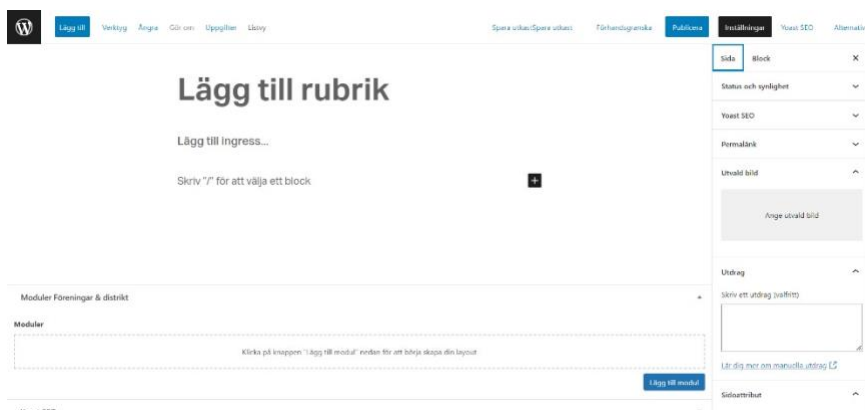 Lägg till Verktyg Ångra Gör om Uppgifter Listvy Spara utkast Spara utkast Förhandsgranska Publicera Inställningar Yoast SEO Alternativ
Sida Block
Lägg till rubrik
Status och synlighet
Yoast SEO
Lägg till ingress...
Permalänk
Skriv "/" för att välja ett block
Utvald bild
Ange utvald bild
Utdrag
Moduler Föreningar & distrikt
Skriv ett utdrag (valfritt)
Moduler
Klicka på knappen "Lägg till modul" nedan för att börja skapa din layout
Lär dig mer om manuella utdrag
Lägg till modul
Sidoattribut